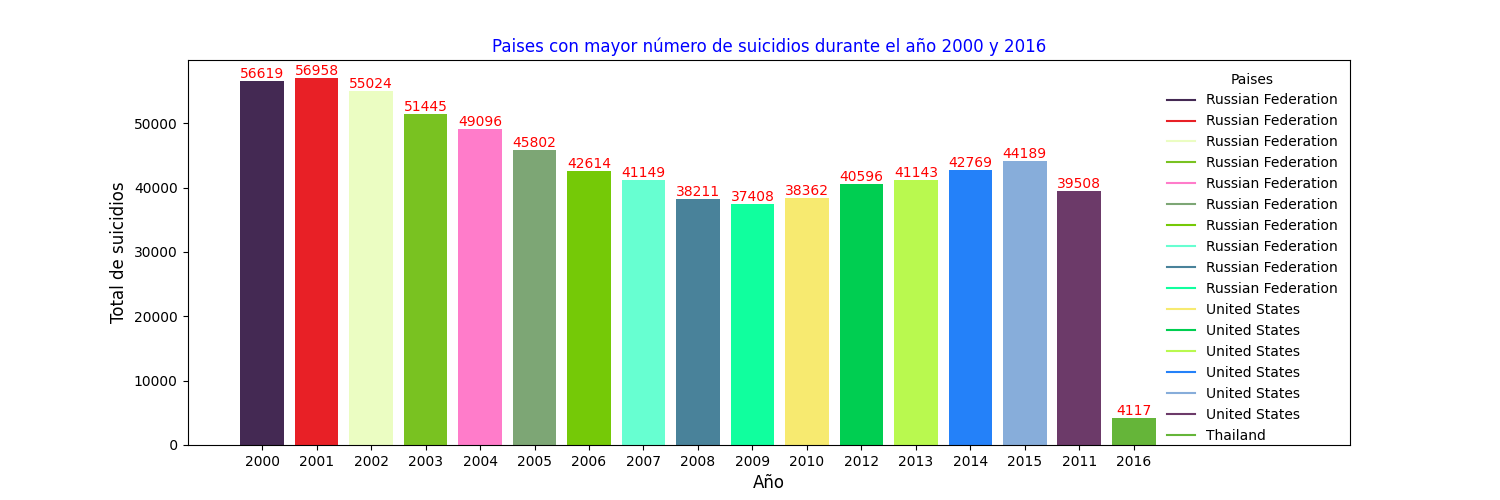 Paises con mayor número de suicidios durante el año 2000 y 2016
Total de suicidios
50000
40000
30000
20000
10000
0
56619
56958
55024
51445
49096
45802
42614
41149
38211
37408
38362
40596
41143
42769
44189
39508
4117
2000 2001 2002 2003 2004 2005 2006 2007 2008 2009 2010 2012 2013 2014 2015 2011 2016
Año
Paises
Russian Federation
Russian Federation
Russian Federation
Russian Federation
Russian Federation
Russian Federation
Russian Federation
Russian Federation
Russian Federation
Russian Federation
United States
United States
United States
United States
United States
United States
Thailand